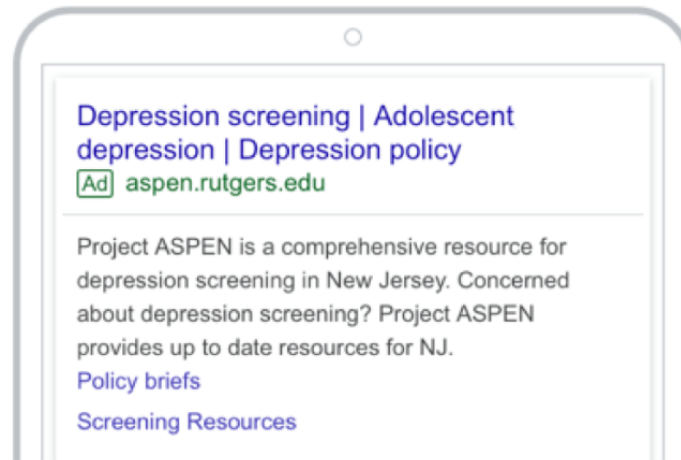 Depression screening | Adolescent
depression | Depression policy
Ad aspen.rutgers.edu
Project ASPEN is a comprehensive resource for
depression screening in New Jersey. Concerned
about depression screening? Project ASPEN
provides up to date resources for NJ.
Policy briefs
Screening Resources